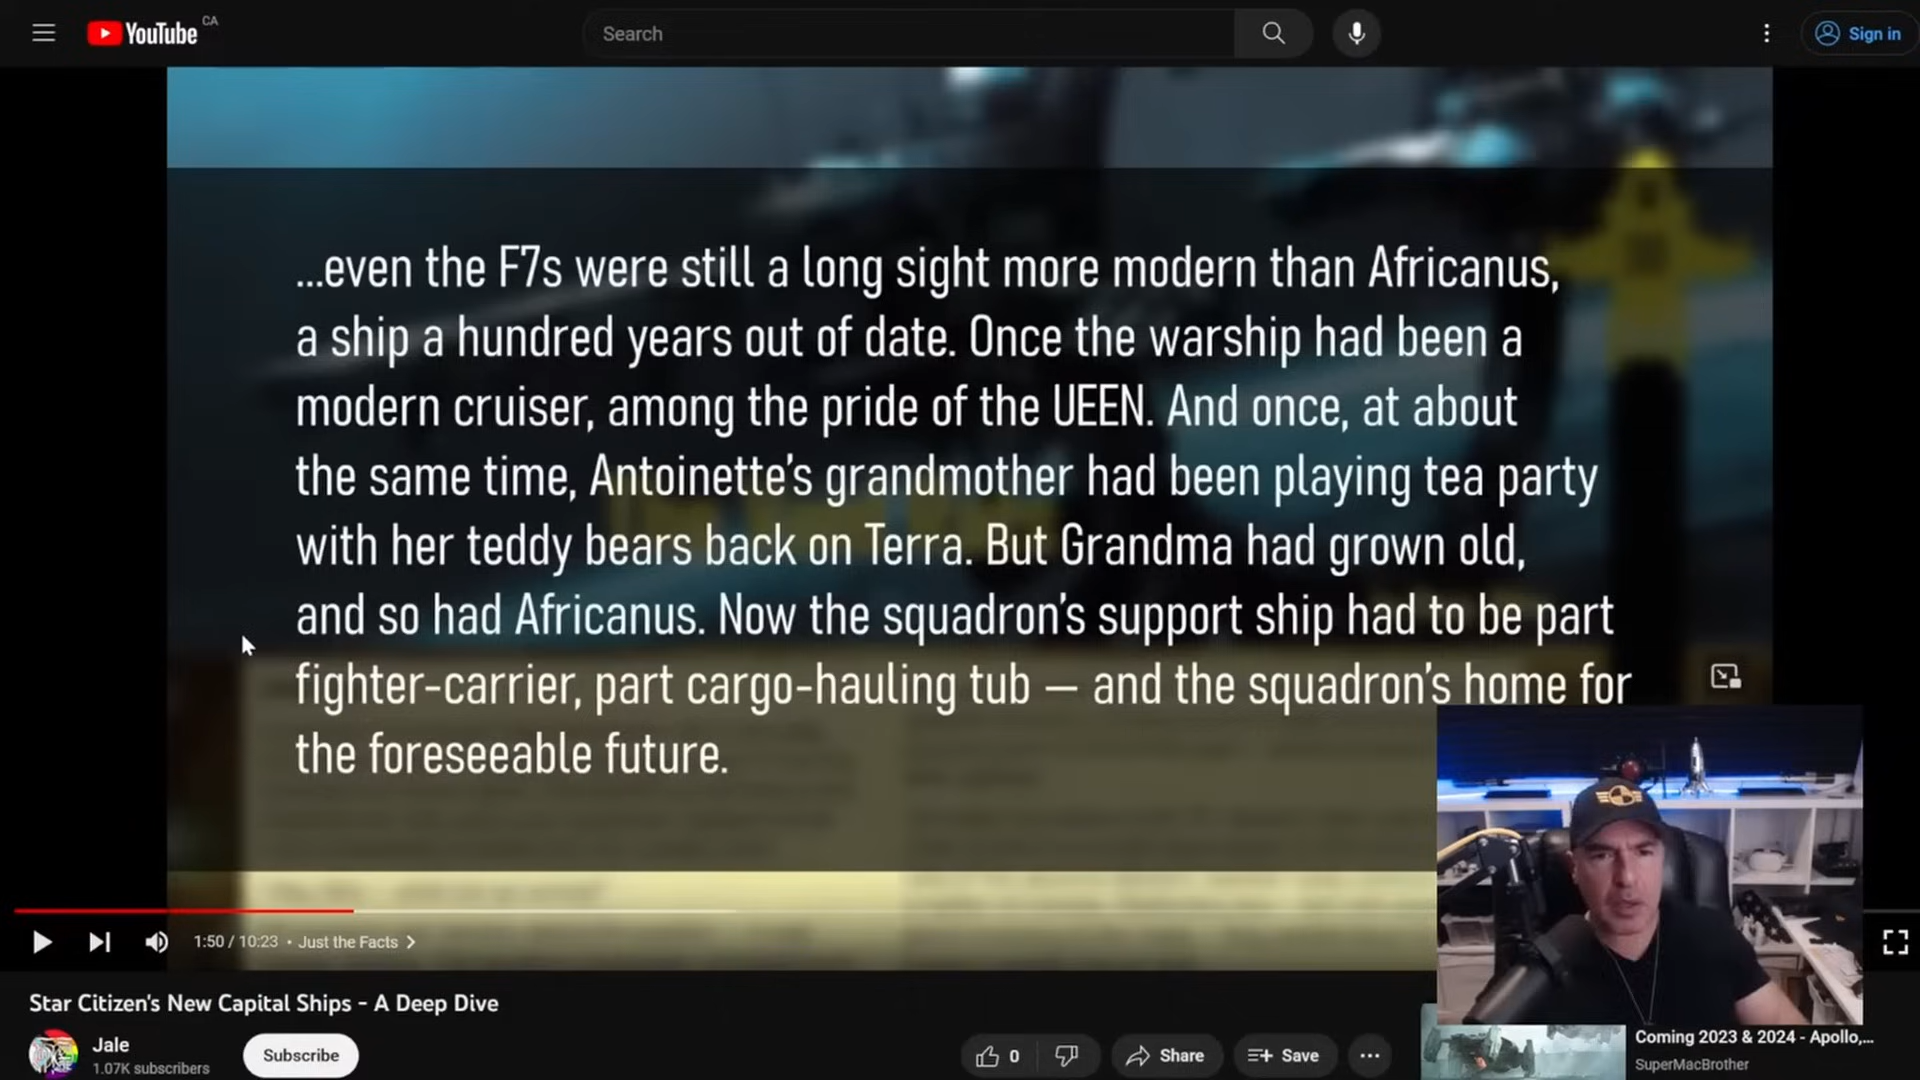 YouTube CA
Search
Sign in
...even the F7s were still a long sight more modern than Africanus,
a ship a hundred years out of date. Once the warship had been a
modern cruiser, among the pride of the UEEN. And once, at about
the same time, Antoinette's grandmother had been playing tea party
with her teddy bears back on Terra. But Grandma had grown old,
and so had Africanus. Now the squadron's support ship had to be part
fighter-carrier, part cargo-hauling tub — and the squadron's home for
the foreseeable future.
1:50 / 10:23 • Just the Facts
Star Citizen's New Capital Ships - A Deep Dive
Jale
1.07K subscribers
Subscribe
0
Share
Save
Coming 2023 & 2024 - Apollo,...
SuperMacBrother